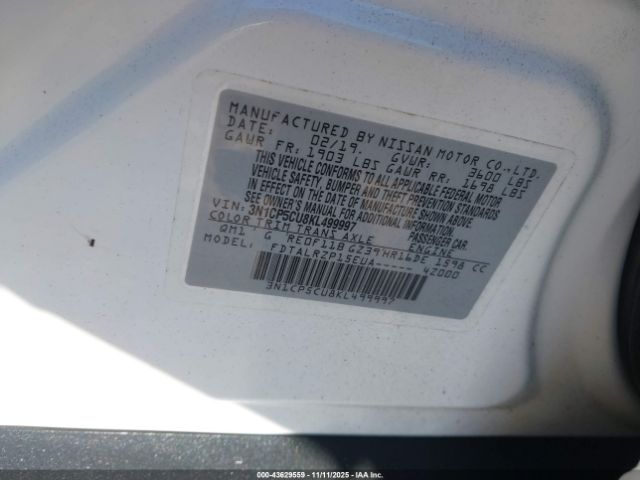 MANUFACTURED BY NISSAN MOTOR CO., LTD.
DATE: 02/19. GVWR: 3600 LBS
GAWR FR: 1903 LBS GAWR RR: 1698 LBS
THIS VEHICLE CONFORMS TO ALL APPLICABLE FEDERAL MOTOR
VEHICLE SAFETY, BUMPER AND THEFT PREVENTION STANDARDS
IN EFFECT ON THE DATE OF MANUFACTURE SHOWN ABOVE.
SEE OWNER'S MANUAL FOR ADDITIONAL INFORMATION.
VIN: 3N1CP5CU8KL499997 PASSENGER CAR
COLOR TRIM TRANS AXLE ENGINE
QM1 G RE0F11B G739 HR16DE 1598 CC
MODEL: FDTALRZP15EUA----- 42000
3N1CP5CU8KL499997
000-43629559 - 11/11/2025 - IAA Inc.